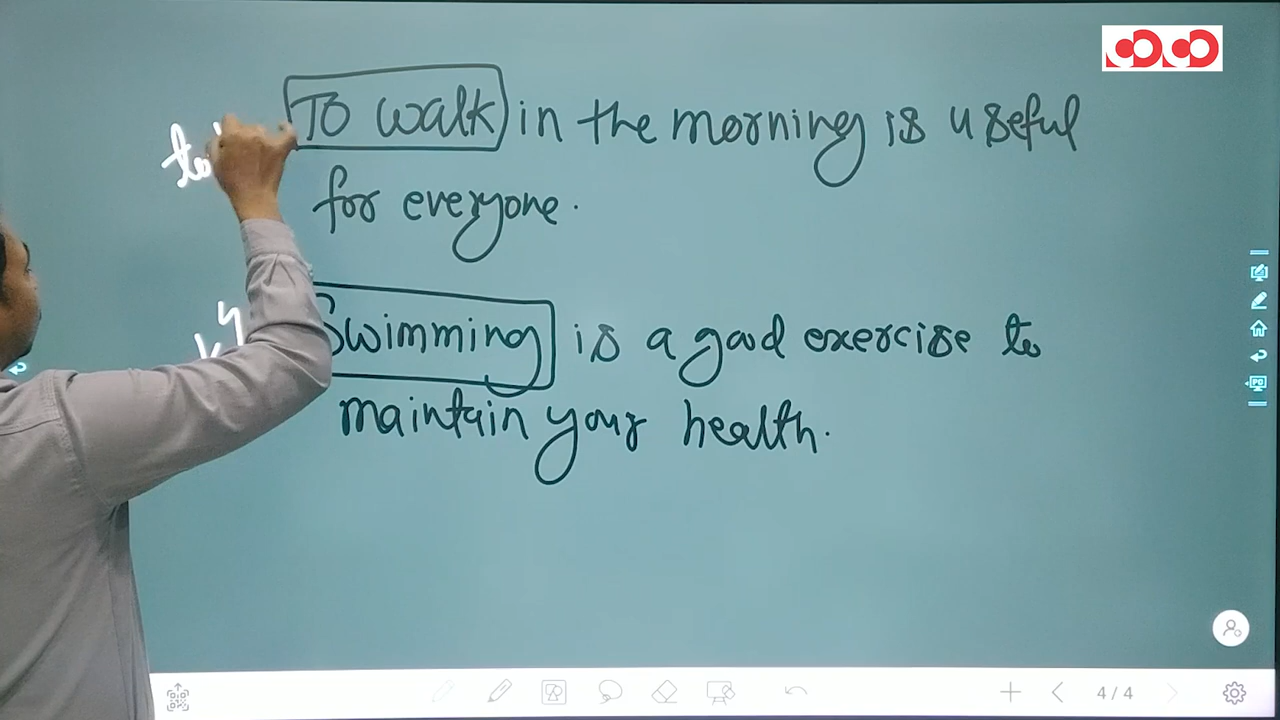 To walk in the morning is useful
for everyone.
Swimming is a good exercise to
maintain your health.
to
4/4